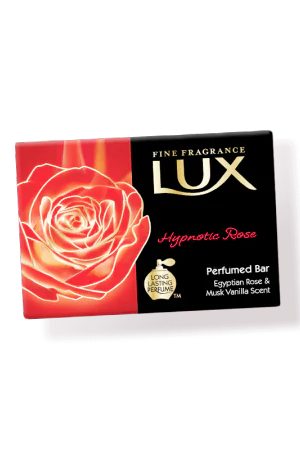 FINE FRAGRANCE
LUX
Hypnotic Rose
Perfumed Bar
Egyptian Rose &
Musk Vanilla Scent
LONG
LASTING
PERFUME
TM